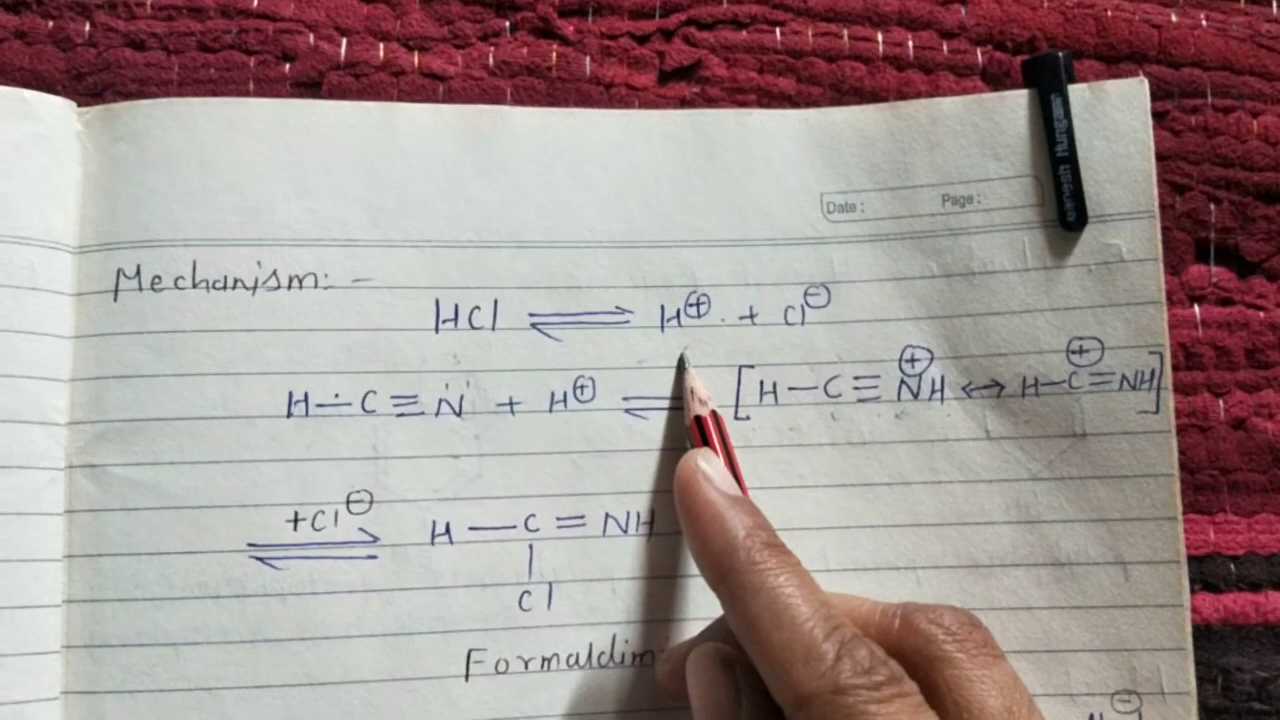 Date : Page :
Mechanism: -
HCl ⇌ H⊕ + Cl⊖
H-C≡N̈ + H⊕ ⇌ [H-C≡N⊕H ↔ H-C⊕=NH]
+Cl⊖ ⇌ H-C=NH
|
Cl